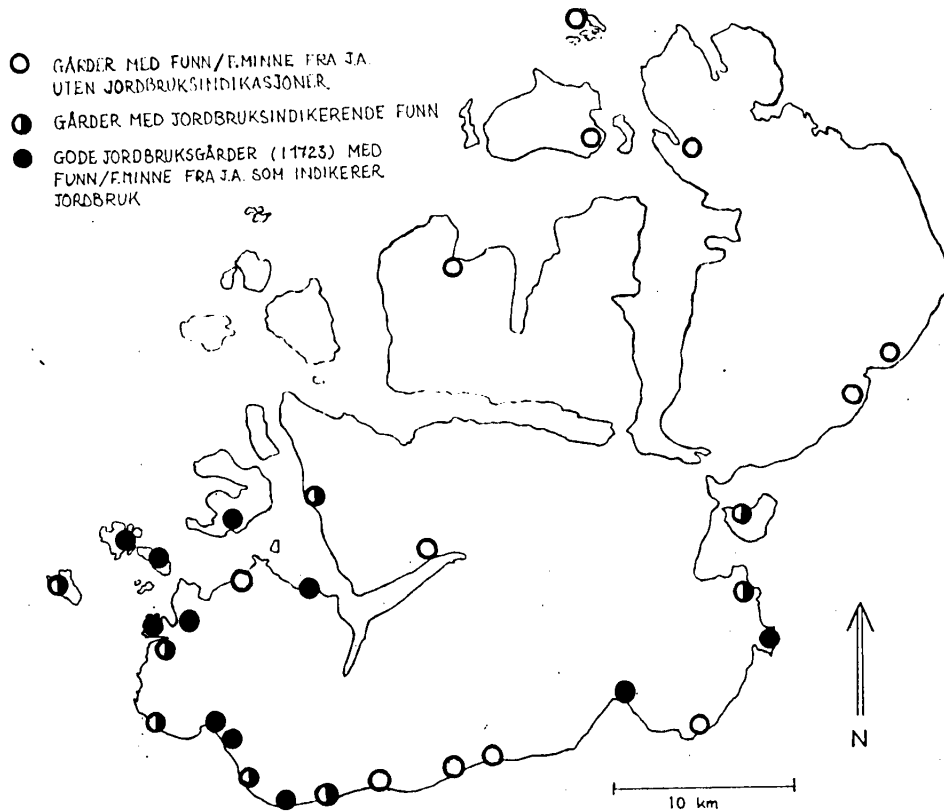 GÅRDER MED FUNN/F.MINNE FRA J.A.
UTEN JORDBRUKSINDIKASJONER.
GÅRDER MED JORDBRUKSINDIKERENDE FUNN
GODE JORDBRUKSGÅRDER (I 1723) MED
FUNN/F.MINNE FRA J.A. SOM INDIKERER
JORDBRUK
N
10 km